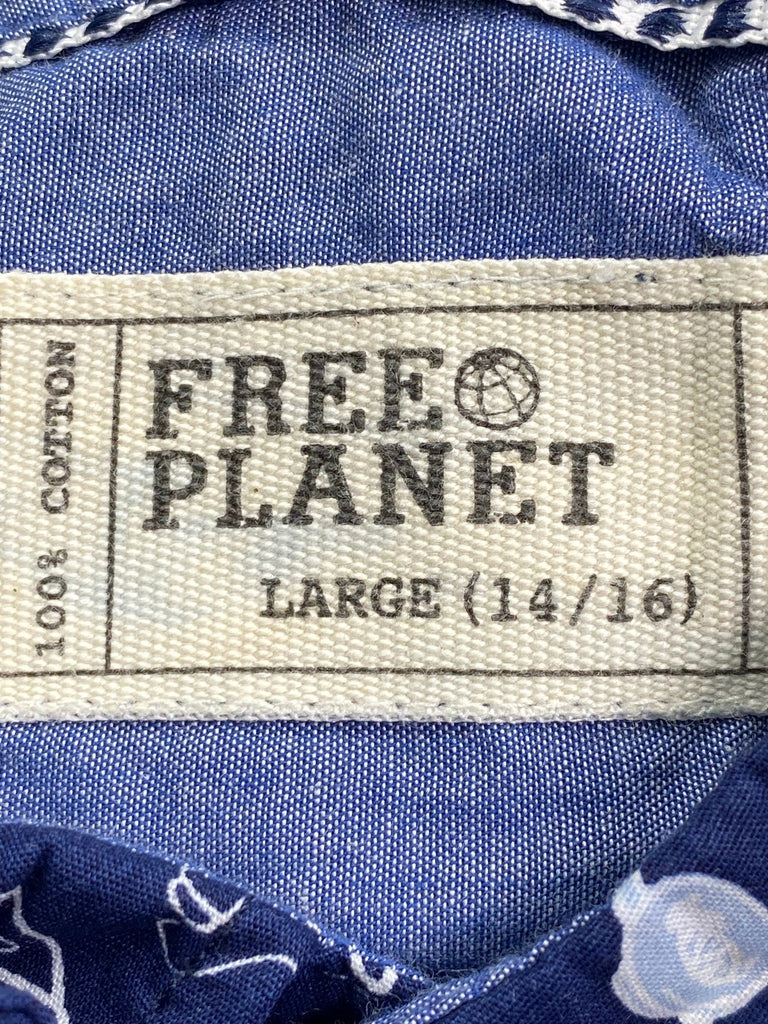 100% COTTON
FREE
PLANET
LARGE (14/16)